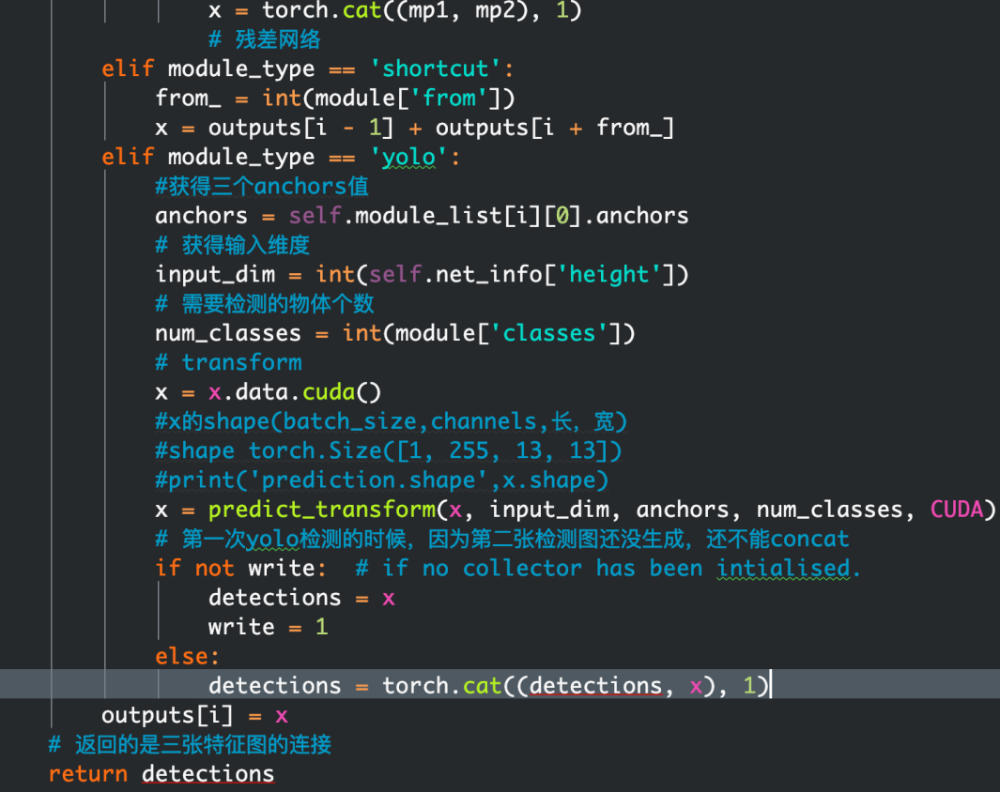 x = torch.cat((mp1, mp2), 1)
# 残差网络
elif module_type == 'shortcut':
from_ = int(module['from'])
x = outputs[i - 1] + outputs[i + from_]
elif module_type == 'yolo':
#获得三个anchors值
anchors = self.module_list[i][0].anchors
# 获得输入维度
input_dim = int(self.net_info['height'])
# 需要检测的物体个数
num_classes = int(module['classes'])
# transform
x = x.data.cuda()
#x的shape(batch_size,channels,长，宽)
#shape torch.Size([1, 255, 13, 13])
#print('prediction.shape',x.shape)
x = predict_transform(x, input_dim, anchors, num_classes, CUDA)
# 第一次yolo检测的时候，因为第二张检测图还没生成，还不能concat
if not write:  # if no collector has been intialised.
detections = x
write = 1
else:
detections = torch.cat((detections, x), 1)
outputs[i] = x
# 返回的是三张特征图的连接
return detections